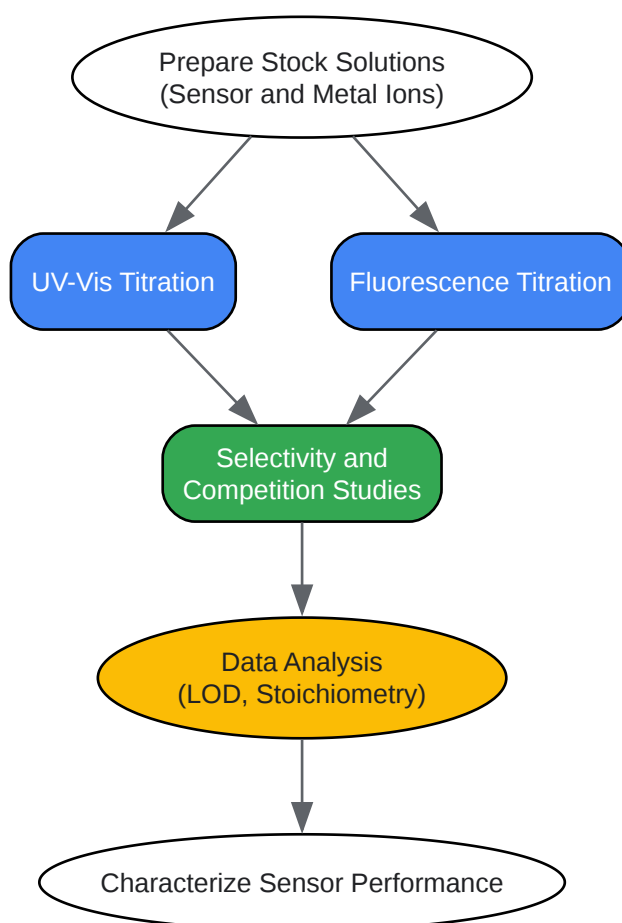 Prepare Stock Solutions
(Sensor and Metal Ions)
UV-Vis Titration
Fluorescence Titration
Selectivity and
Competition Studies
Data Analysis
(LOD, Stoichiometry)
Characterize Sensor Performance